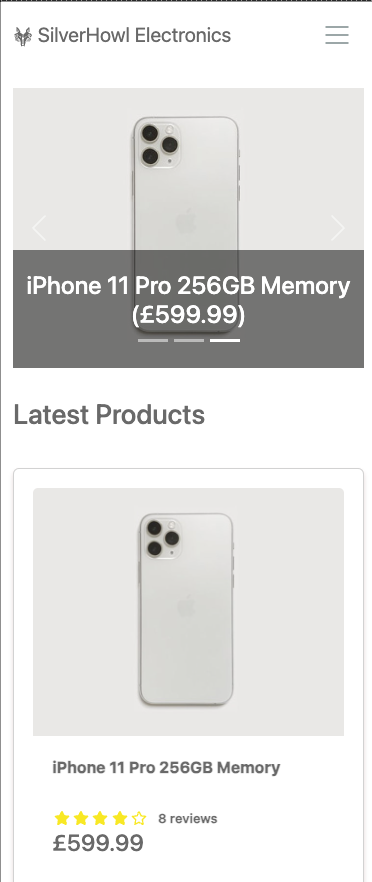 SilverHowl Electronics
iPhone 11 Pro 256GB Memory
(£599.99)
Latest Products
iPhone 11 Pro 256GB Memory
8 reviews
£599.99